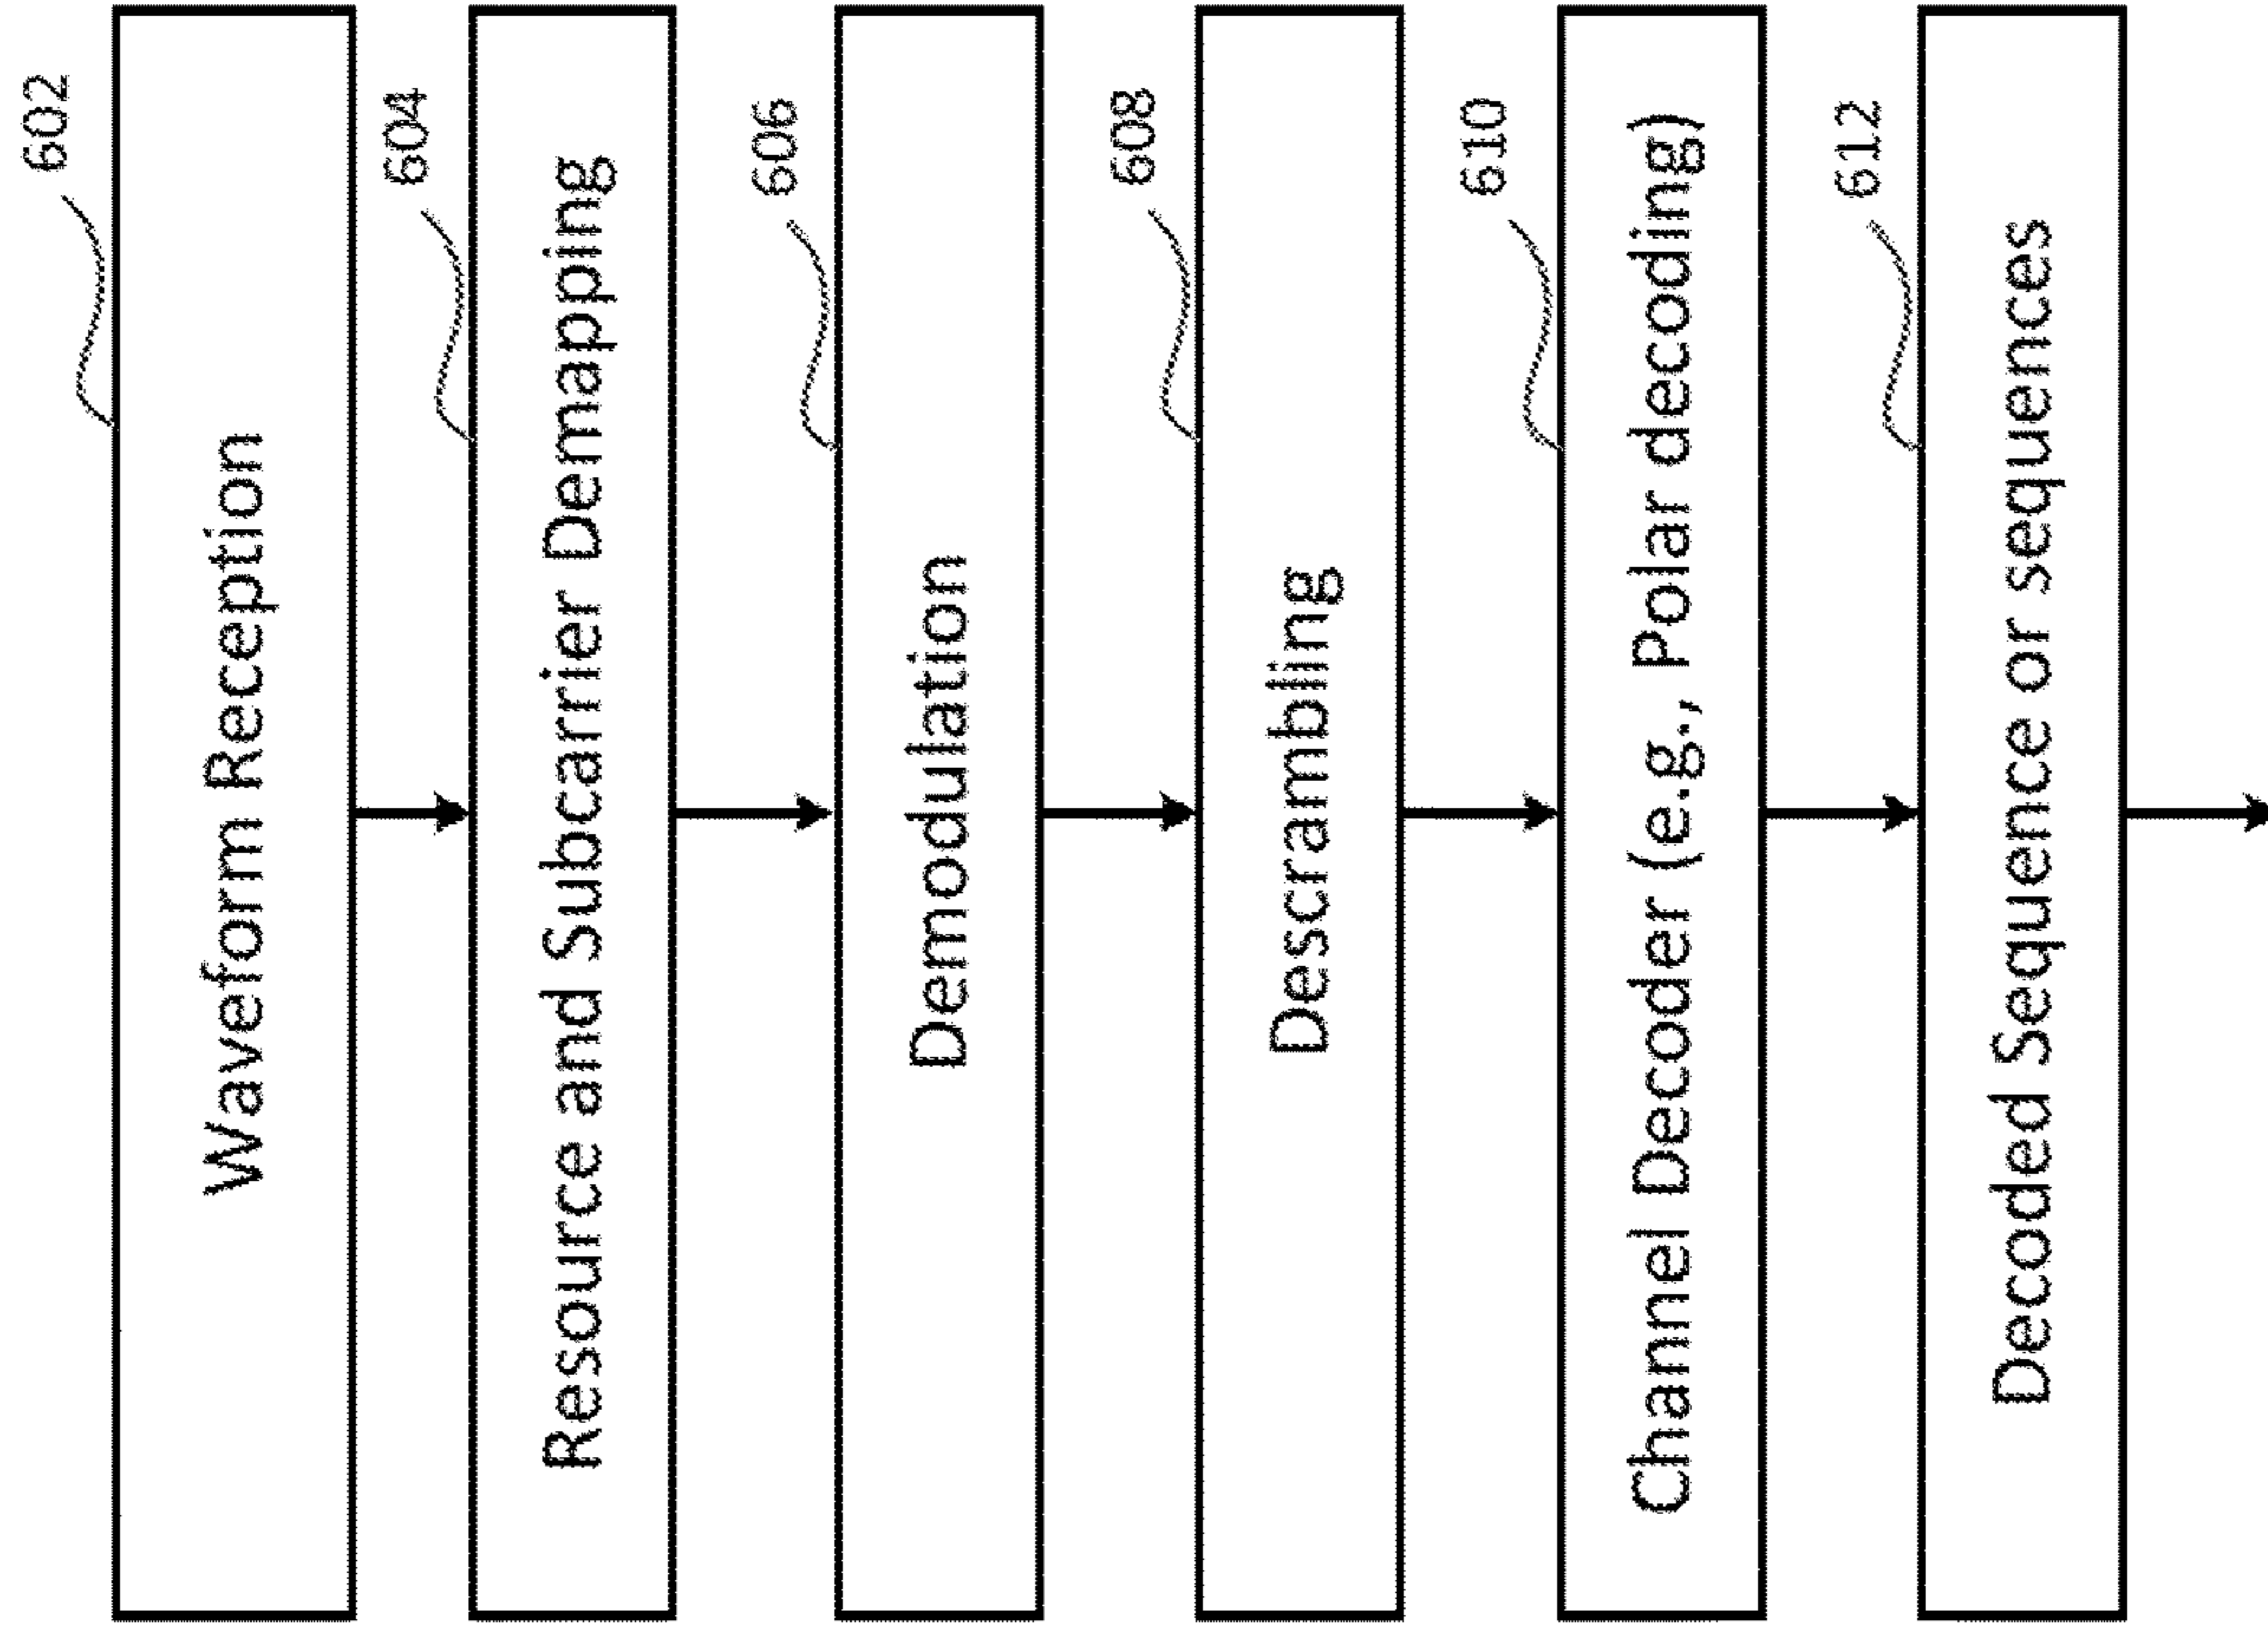 602
Waveform Reception
604
Resource and Subcarrier Demapping
606
Demodulation
608
Descrambling
610
Channel Decoder (e.g., Polar decoding)
612
Decoded Sequence or sequences